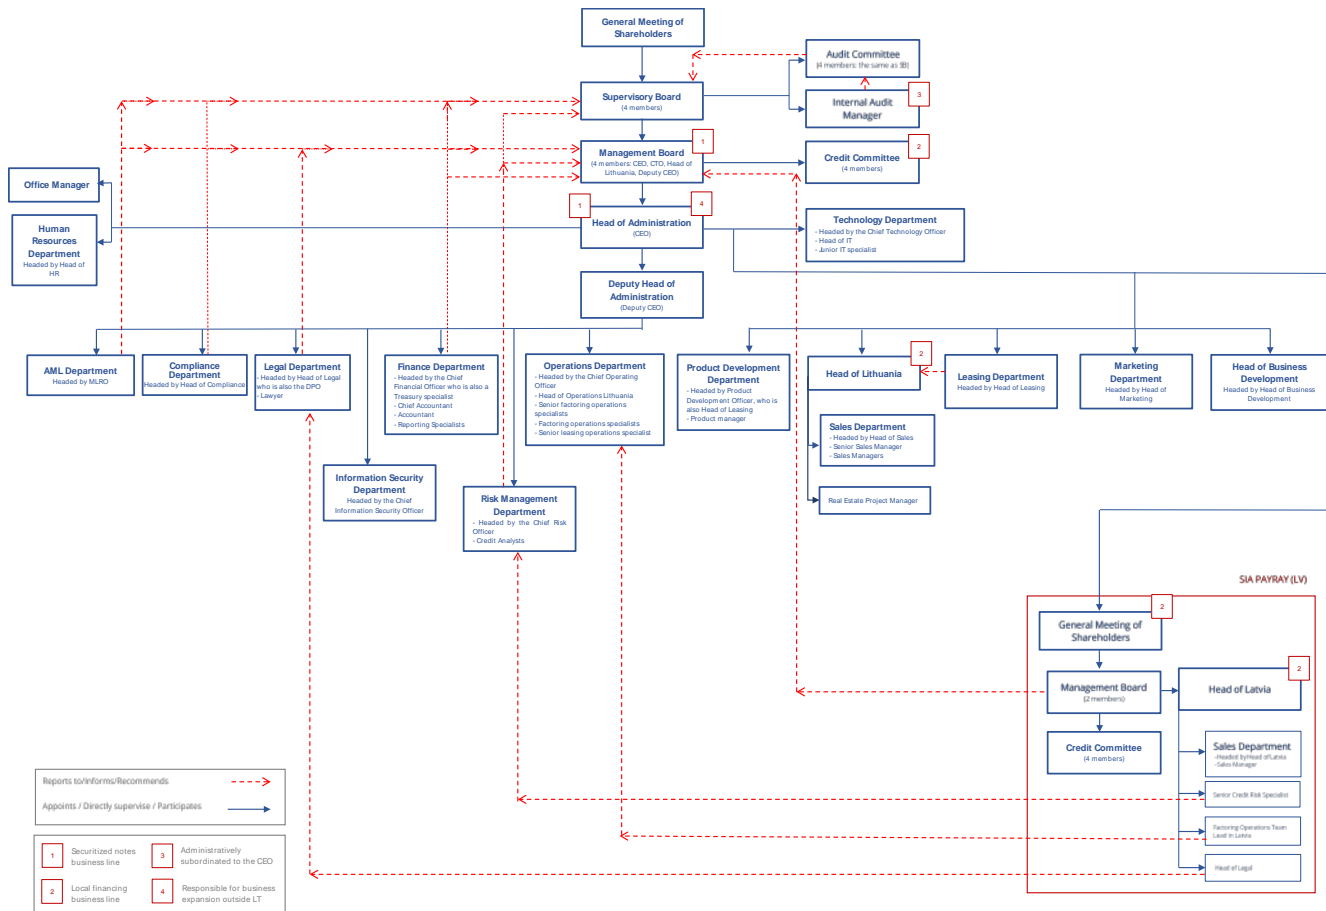 General Meeting of
Shareholders
Audit Committee
(4 members: the same as SB)
Supervisory Board
(4 members)
3
Internal Audit
Manager
1
Management Board
(4 members: CEO, CTO, Head of
Lithuania, Deputy CEO)
2
Credit Committee
(4 members)
Office Manager
1
4
Head of Administration
(CEO)
Human
Resources
Department
Headed by Head of
HR
Technology Department
- Headed by the Chief Technology Officer
- Head of IT
- Junior IT specialist
Deputy Head of
Administration
(Deputy CEO)
AML Department
Headed by MLRO
Compliance
Department
Headed by Head of Compliance
Legal Department
- Headed by Head of Legal
who is also the DPO
- Lawyer
Finance Department
- Headed by the Chief
Financial Officer who is also a
Treasury specialist
- Chief Accountant
- Accountant
- Reporting Specialists
Operations Department
- Headed by the Chief Operating
Officer
- Head of Operations Lithuania
- Senior factoring operations
specialists
- Factoring operations specialists
- Senior leasing operations specialist
Product Development
Department
- Headed by Product
Development Officer, who is
also Head of Leasing
- Product manager
2
Head of Lithuania
Leasing Department
Headed by Head of Leasing
Marketing
Department
Headed by Head of
Marketing
Head of Business
Development
Headed by Head of Business
Development
Sales Department
- Headed by Head of Sales
- Senior Sales Manager
- Sales Managers
Real Estate Project Manager
Information Security
Department
Headed by the Chief
Information Security Officer
Risk Management
Department
- Headed by the Chief Risk
Officer
- Credit Analysts
SIA PAYRAY (LV)
2
General Meeting of
Shareholders
Management Board
(2 members)
2
Head of Latvia
Credit Committee
(4 members)
Sales Department
-Headed by Head of Latvia
-Sales Manager
Senior Credit Risk Specialist
Factoring Operations Team
Lead in Latvia
Head of Legal
Reports to/Informs/Recommends
Appoints / Directly supervise / Participates
1
Securitized notes
business line
3
Administratively
subordinated to the CEO
2
Local financing
business line
4
Responsible for business
expansion outside LT